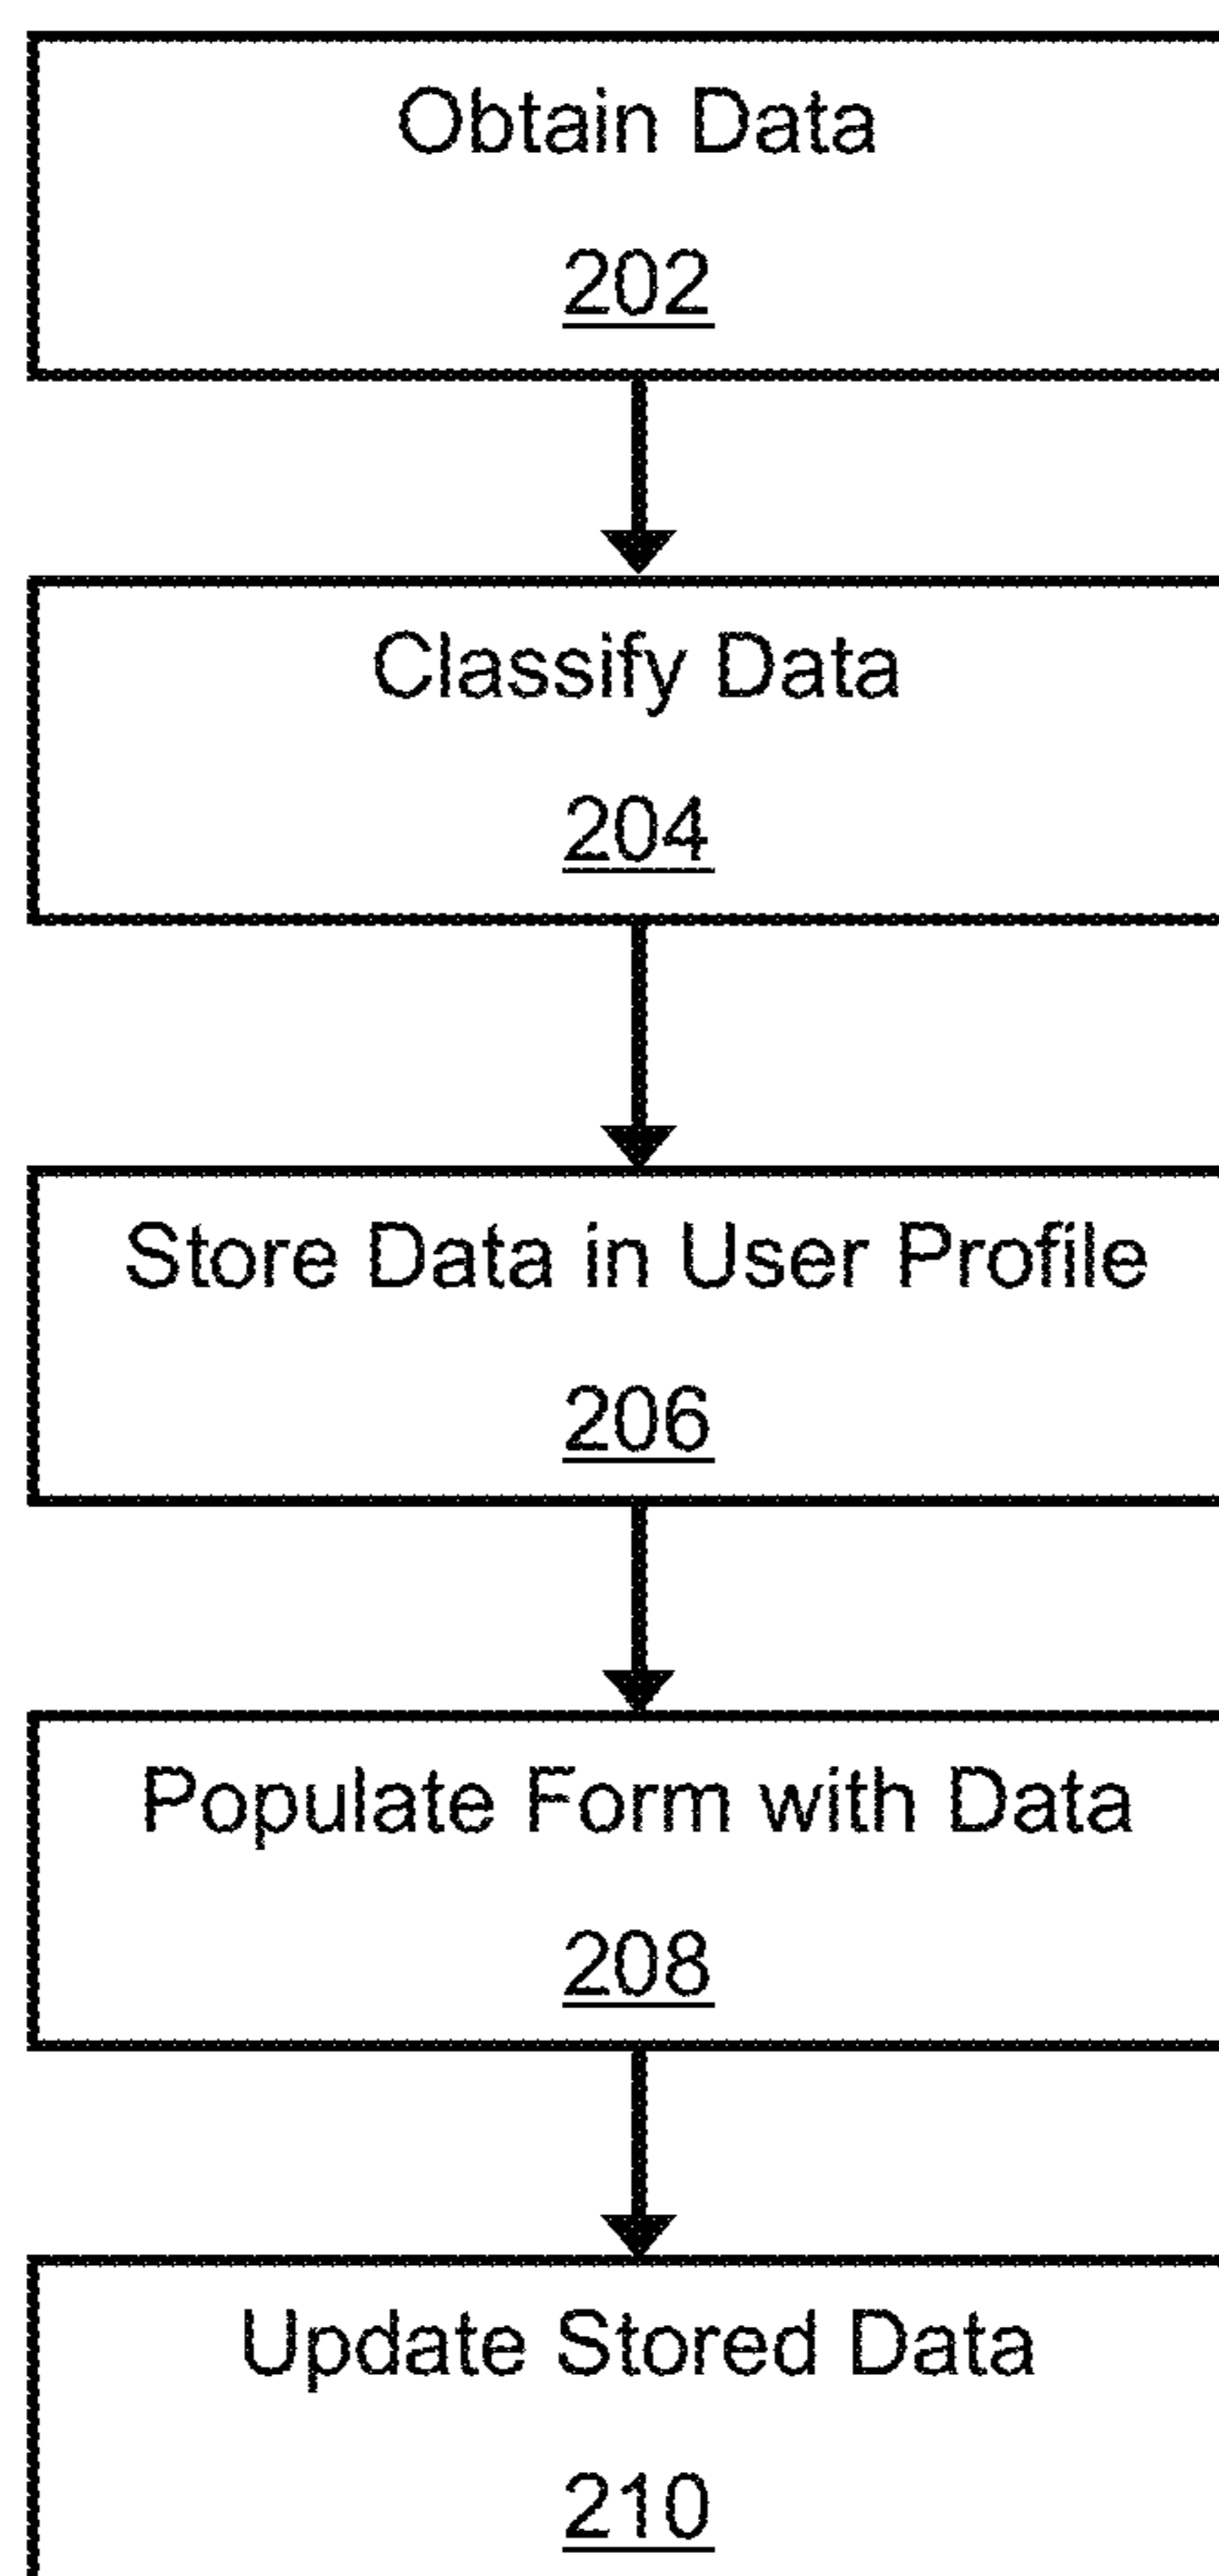 Obtain Data
202
Classify Data
204
Store Data in User Profile
206
Populate Form with Data
208
Update Stored Data
210